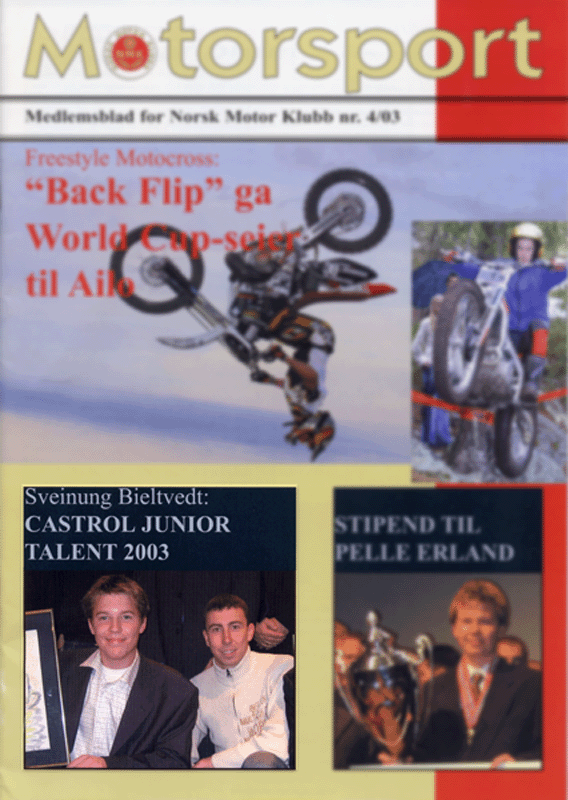 Motorsport
Medlemsblad for Norsk Motor Klubb nr. 4/03
Freestyle Motocross:
“Back Flip” ga
World Cup-seier
til Ailo
Sveinung Bieltvedt:
CASTROL JUNIOR
TALENT 2003
STIPEND TIL
PELLE ERLAND